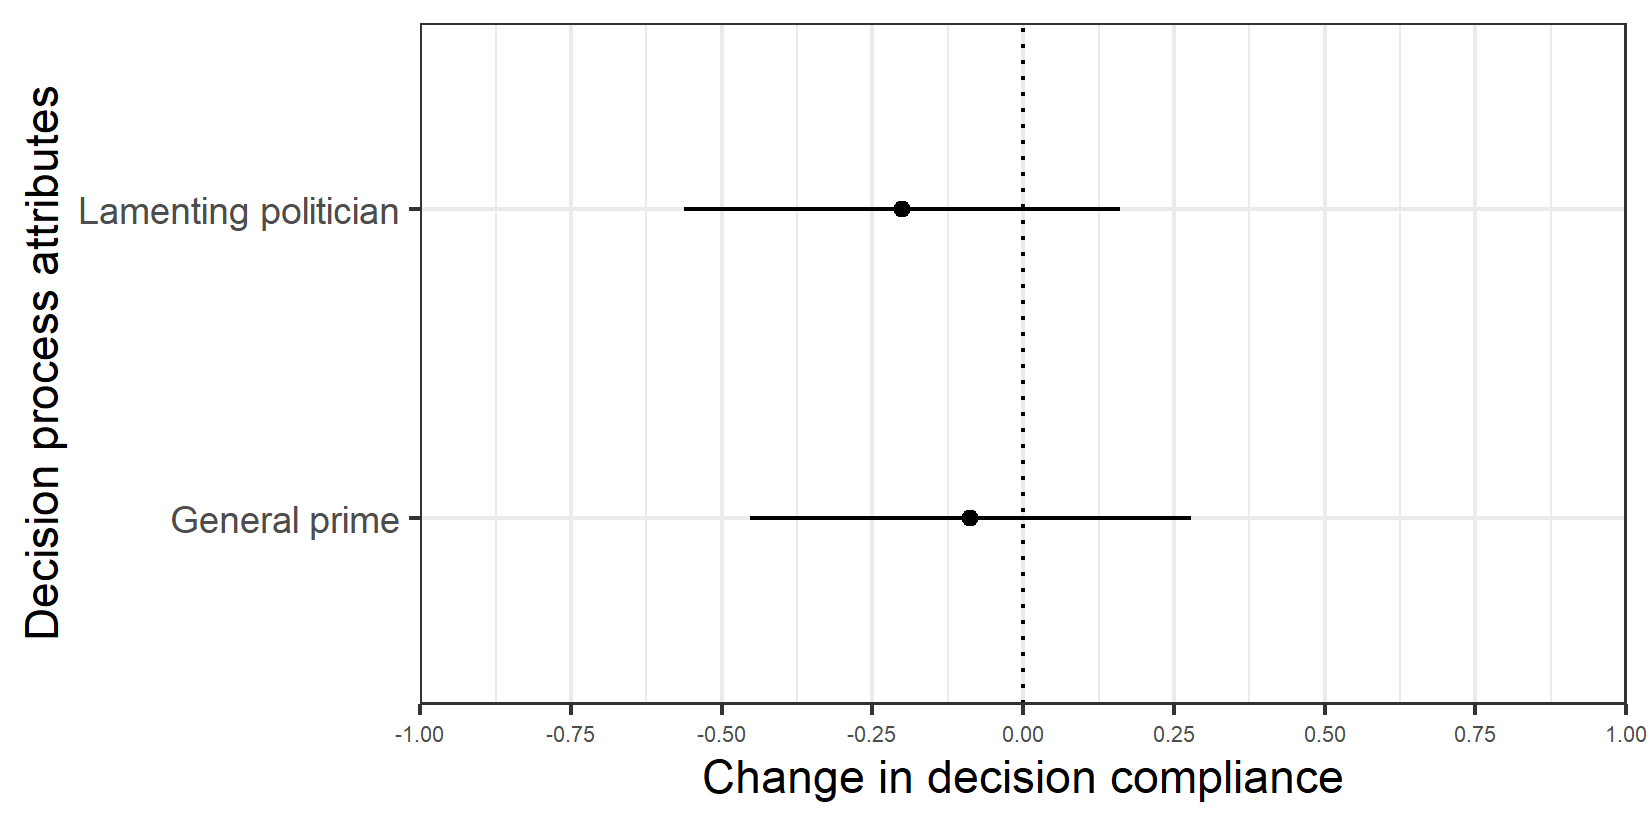 Decision process attributes
Lamenting politician
General prime
-1.00 -0.75 -0.50 -0.25 0.00 0.25 0.50 0.75 1.00
Change in decision compliance